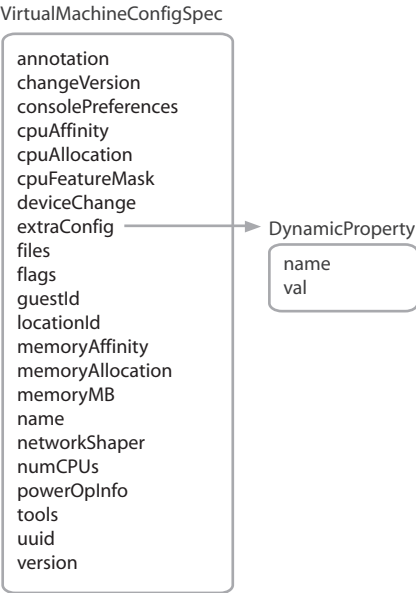 VirtualMachineConfigSpec
annotation
changeVersion
consolePreferences
cpuAffinity
cpuAllocation
cpuFeatureMask
deviceChange
extraConfig
files
flags
guestId
locationId
memoryAffinity
memoryAllocation
memoryMB
name
networkShaper
numCPUs
powerOpInfo
tools
uuid
version
DynamicProperty
name
val